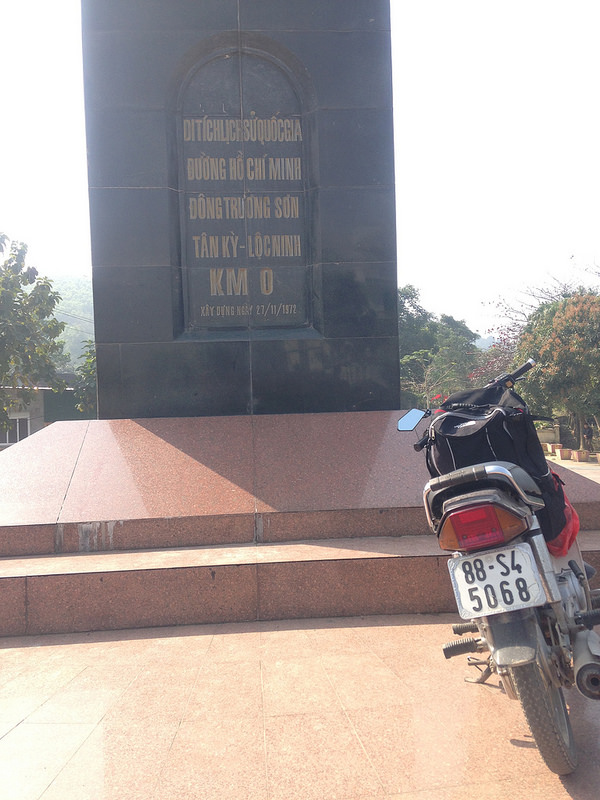 DI TÍCH LỊCH SỬ QUỐC GIA
ĐƯỜNG HỒ CHÍ MINH
ĐÔNG TRƯỜNG SƠN
TÂN KỲ - LỘC NINH
KM 0
XÂY DỰNG NGÀY 27/11/1972
88-S4
5068